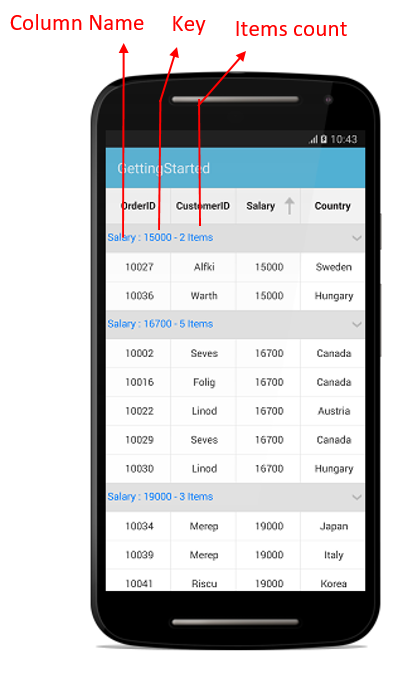 Column Name Key Items count
10:43
GettingStarted
OrderID CustomerID Salary Country
Salary : 15000 - 2 Items
10027 Alfki 15000 Sweden
10036 Warth 15000 Hungary
Salary : 16700 - 5 Items
10002 Seves 16700 Canada
10016 Folig 16700 Canada
10022 Linod 16700 Austria
10029 Seves 16700 Canada
10030 Linod 16700 Hungary
Salary : 19000 - 3 Items
10034 Merep 19000 Japan
10039 Merep 19000 Italy
10041 Riscu 19000 Korea